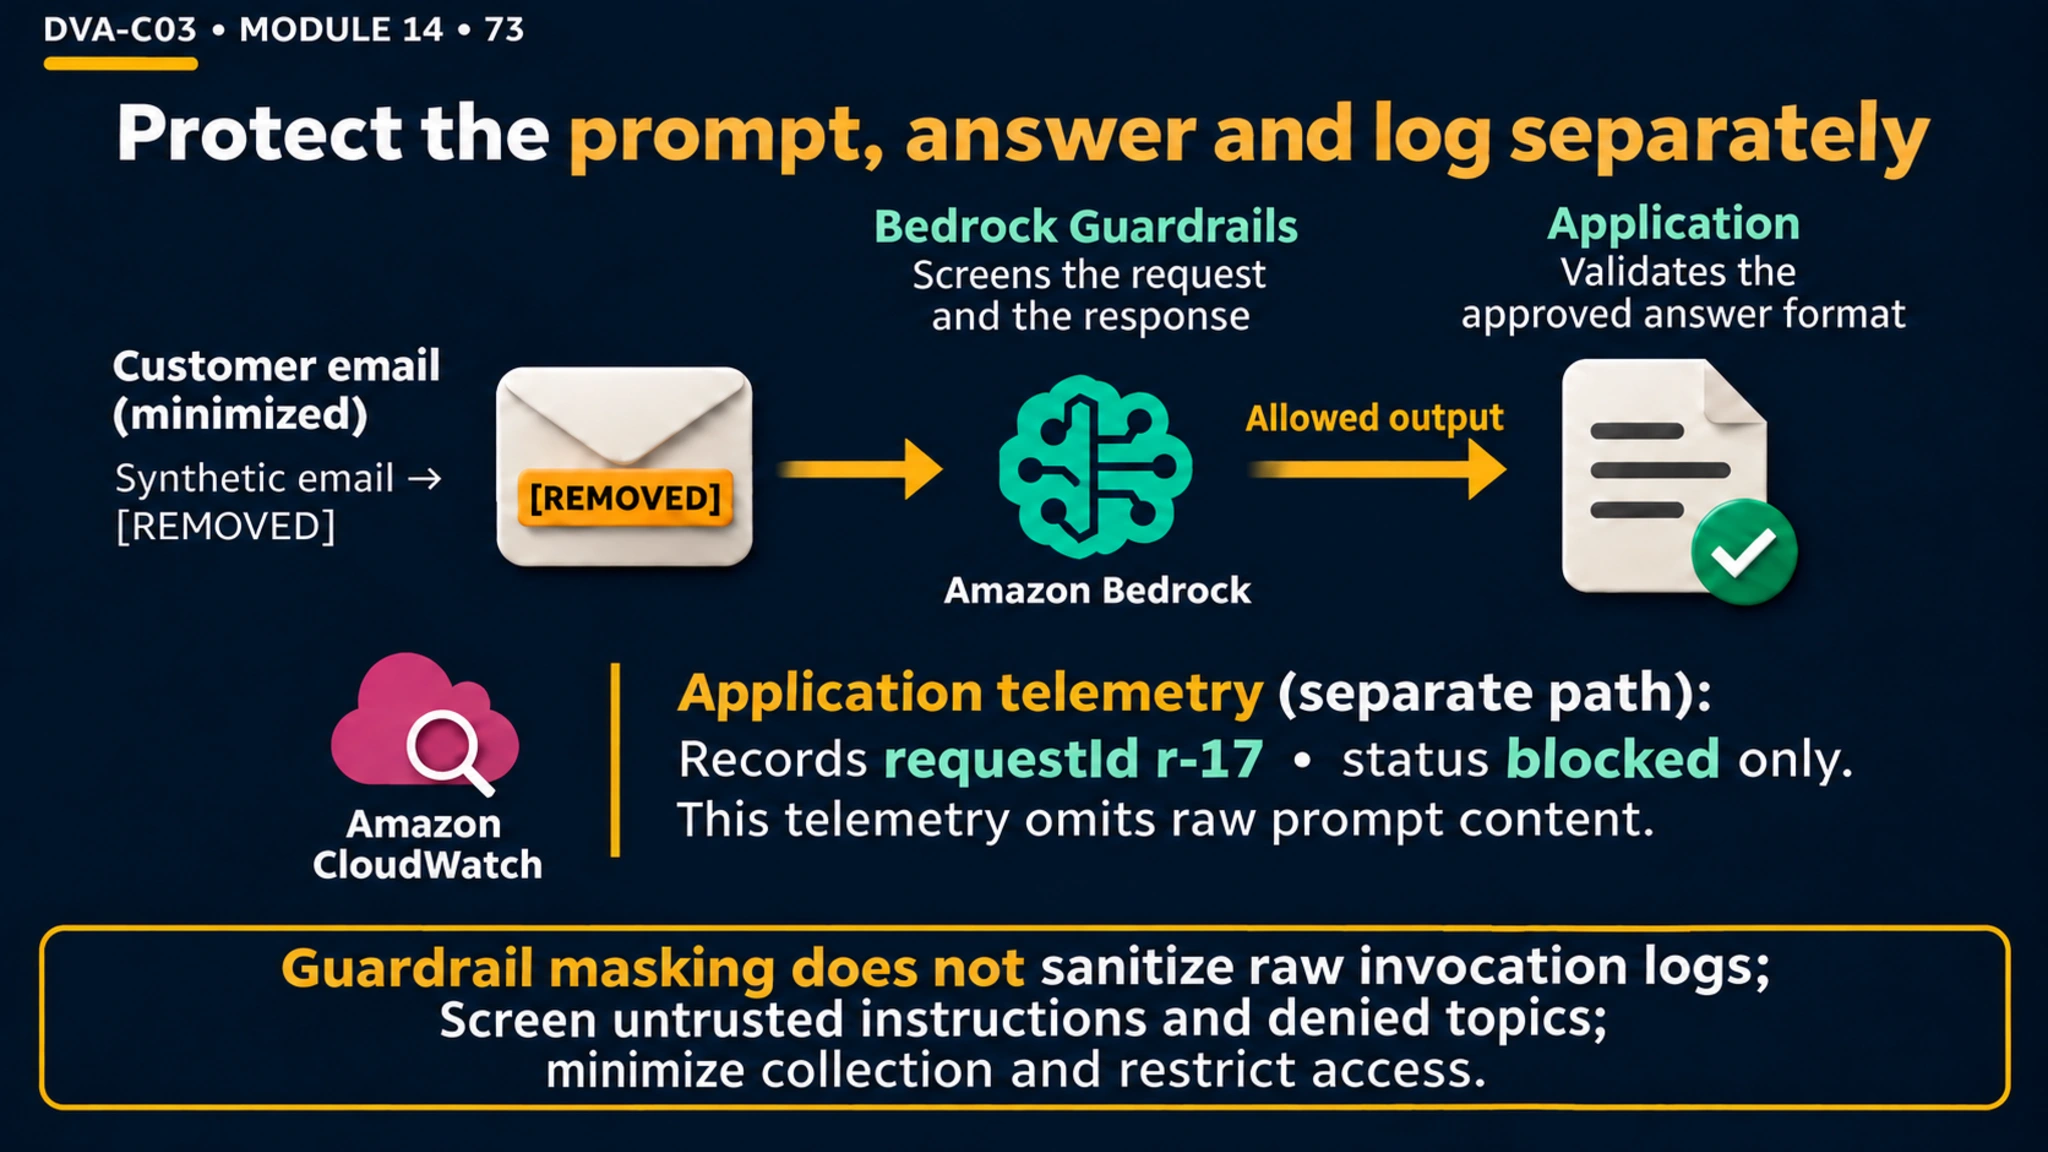 DVA-C03 • MODULE 14 • 73
Protect the prompt, answer and log separately
Bedrock Guardrails
Screens the request
and the response
Application
Validates the
approved answer format
Customer email
(minimized)
Synthetic email →
[REMOVED]
[REMOVED]
Allowed output
Amazon Bedrock
Amazon
CloudWatch
Application telemetry (separate path):
Records requestId r-17 • status blocked only.
This telemetry omits raw prompt content.
Guardrail masking does not sanitize raw invocation logs;
Screen untrusted instructions and denied topics;
minimize collection and restrict access.